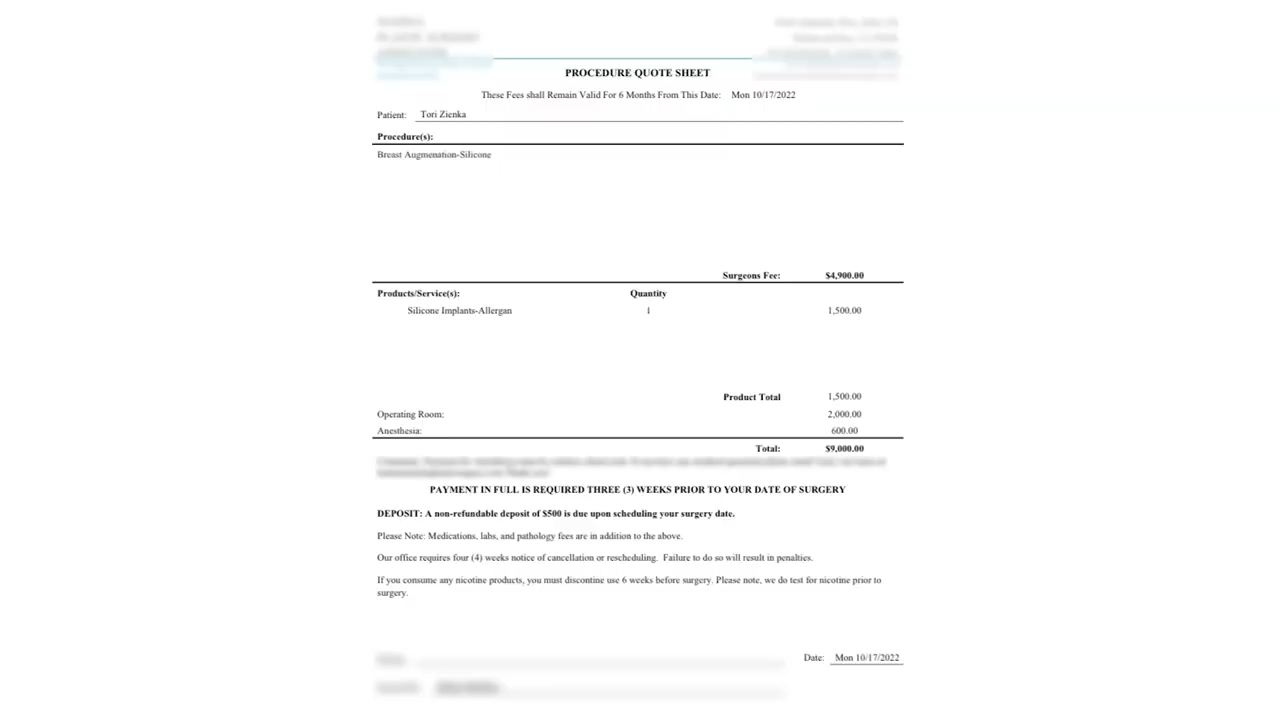 PROCEDURE QUOTE SHEET
These Fees shall Remain Valid For 6 Months From This Date: Mon 10/17/2022
Patient: Tori Zienka
Procedure(s):
Breast Augmenation-Silicone
Surgeons Fee: $4,900.00
Products/Service(s): Quantity
Silicone Implants-Allergan 1 1,500.00
Product Total 1,500.00
Operating Room: 2,000.00
Anesthesia: 600.00
Total: $9,000.00
PAYMENT IN FULL IS REQUIRED THREE (3) WEEKS PRIOR TO YOUR DATE OF SURGERY
DEPOSIT: A non-refundable deposit of $500 is due upon scheduling your surgery date.
Please Note: Medications, labs, and pathology fees are in addition to the above.
Our office requires four (4) weeks notice of cancellation or rescheduling. Failure to do so will result in penalties.
If you consume any nicotine products, you must discontine use 6 weeks before surgery. Please note, we do test for nicotine prior to
surgery.
Date: Mon 10/17/2022